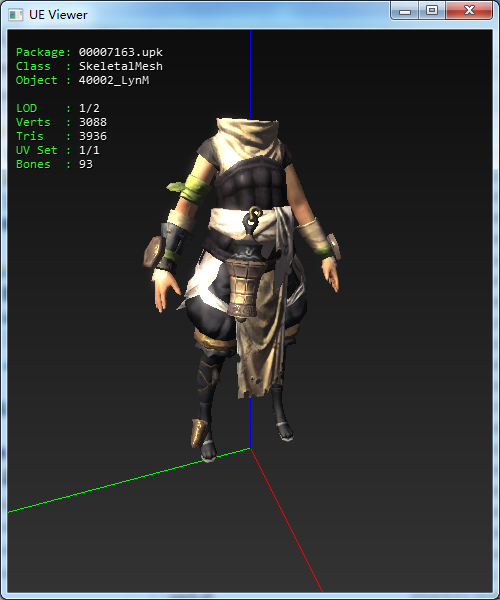 UE Viewer
Package: 00007163.upk
Class : SkeletalMesh
Object : 40002_LynM
LOD : 1/2
Verts : 3088
Tris : 3936
UV Set : 1/1
Bones : 93